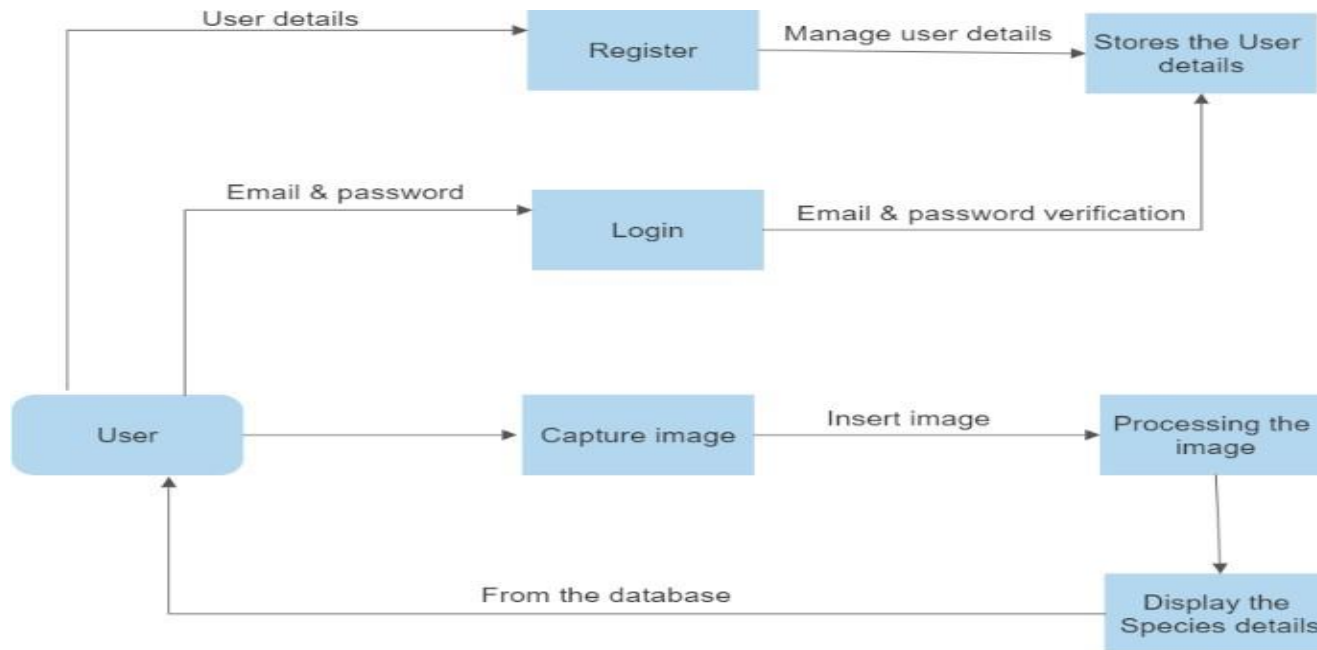 User details
Register
Manage user details
Stores the User
details
Email & password
Login
Email & password verification
User
Capture image
Insert image
Processing the
image
From the database
Display the
Species details